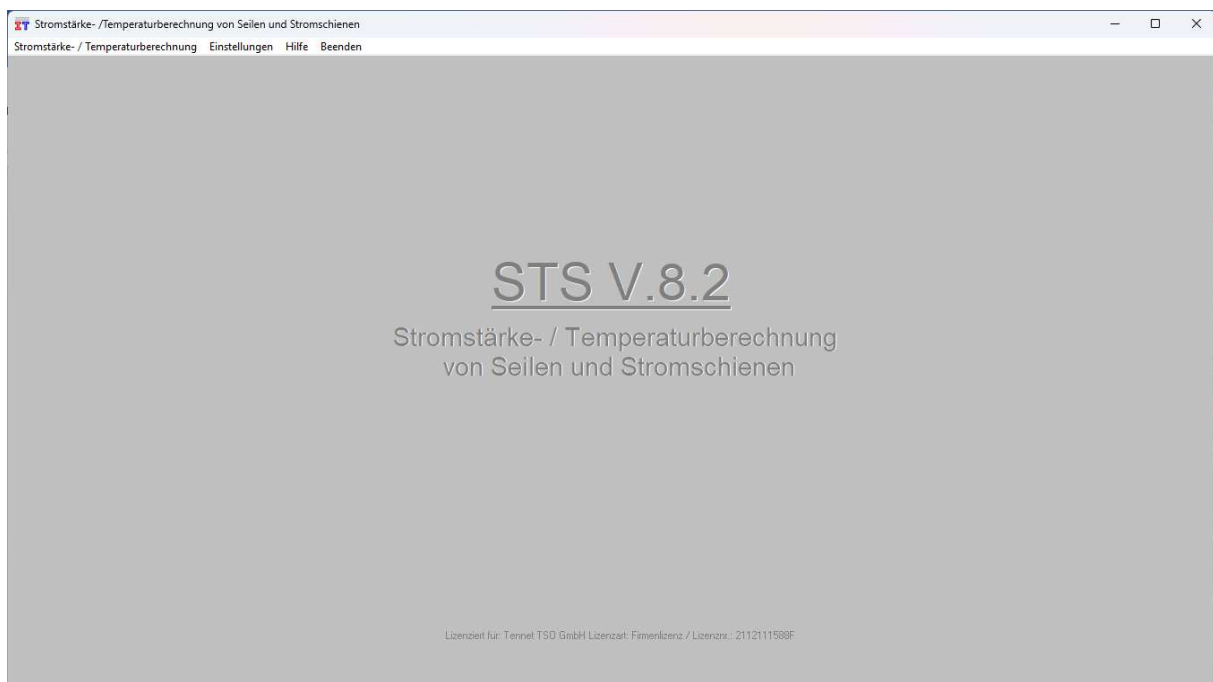 Stromstärke- /Temperaturberechnung von Seilen und Stromschienen
Stromstärke- / Temperaturberechnung Einstellungen Hilfe Beenden
STS V.8.2
Stromstärke- / Temperaturberechnung
von Seilen und Stromschienen
Lizenziert für: Tennet TSO GmbH Lizenzart: Firmenlizenz / Lizenznr.: 2112111588F